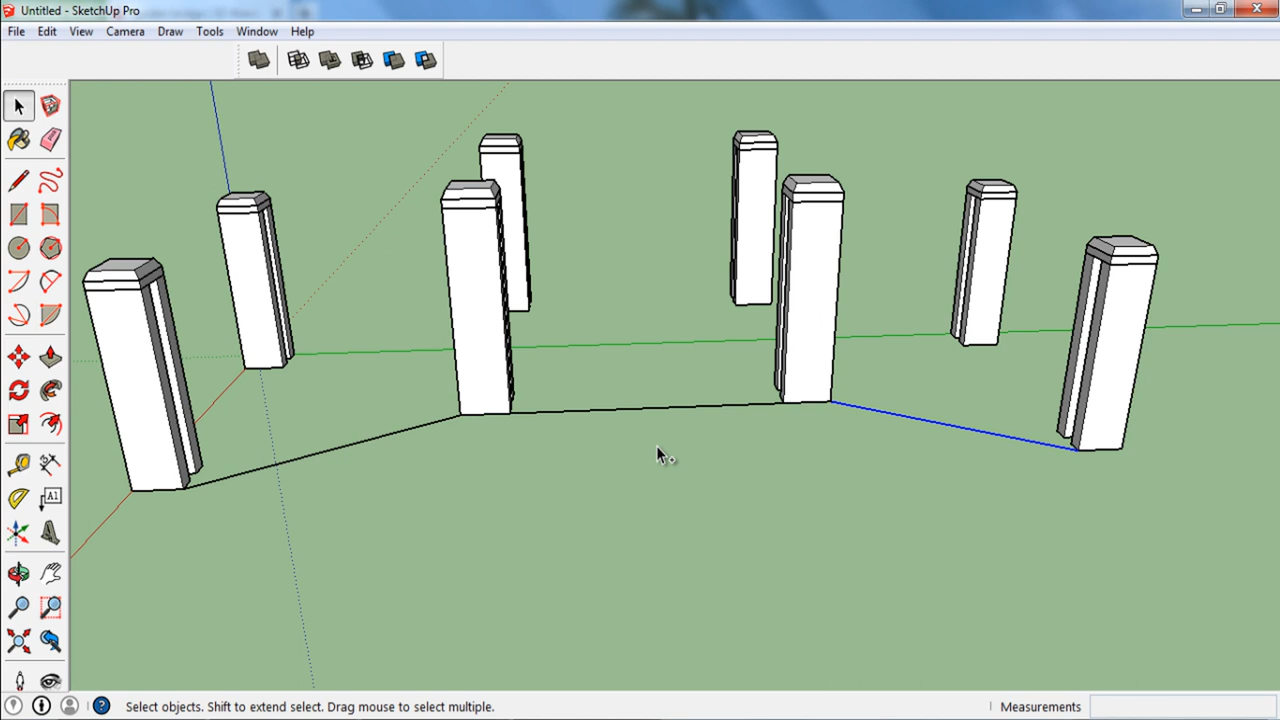 Untitled - SketchUp Pro
File Edit View Camera Draw Tools Window Help
A1
Select objects. Shift to extend select. Drag mouse to select multiple.
Measurements